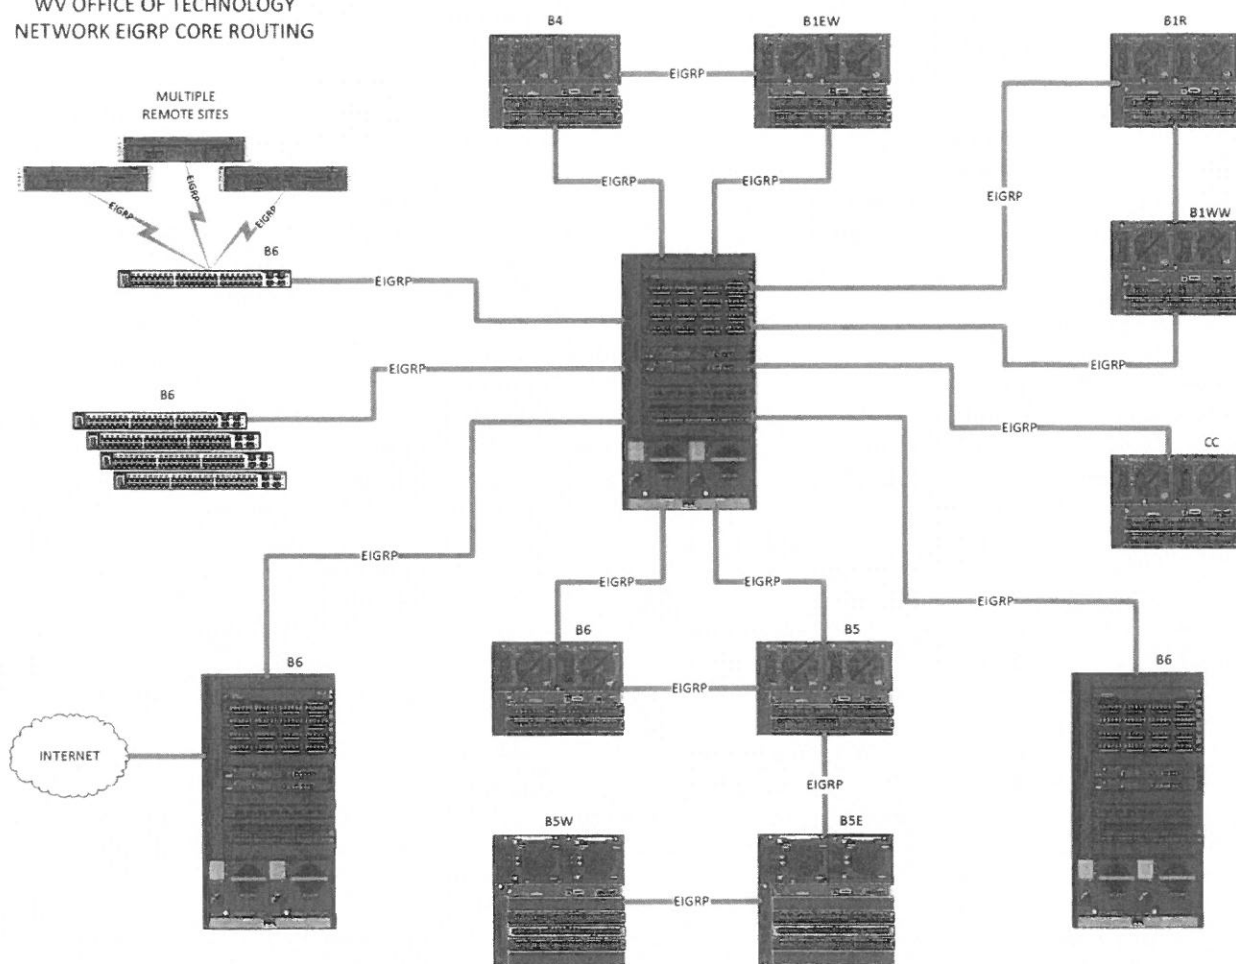 WV OFFICE OF TECHNOLOGY
NETWORK EIGRP CORE ROUTING
B4
B1EW
B1R
EIGRP
MULTIPLE
REMOTE SITES
EIGRP
EIGRP
EIGRP
EIGRP
EIGRP
EIGRP
B1WW
B6
EIGRP
EIGRP
B6
EIGRP
EIGRP
CC
EIGRP
EIGRP
EIGRP
EIGRP
B6
B5
B6
B6
EIGRP
INTERNET
EIGRP
B5W
B5E
EIGRP